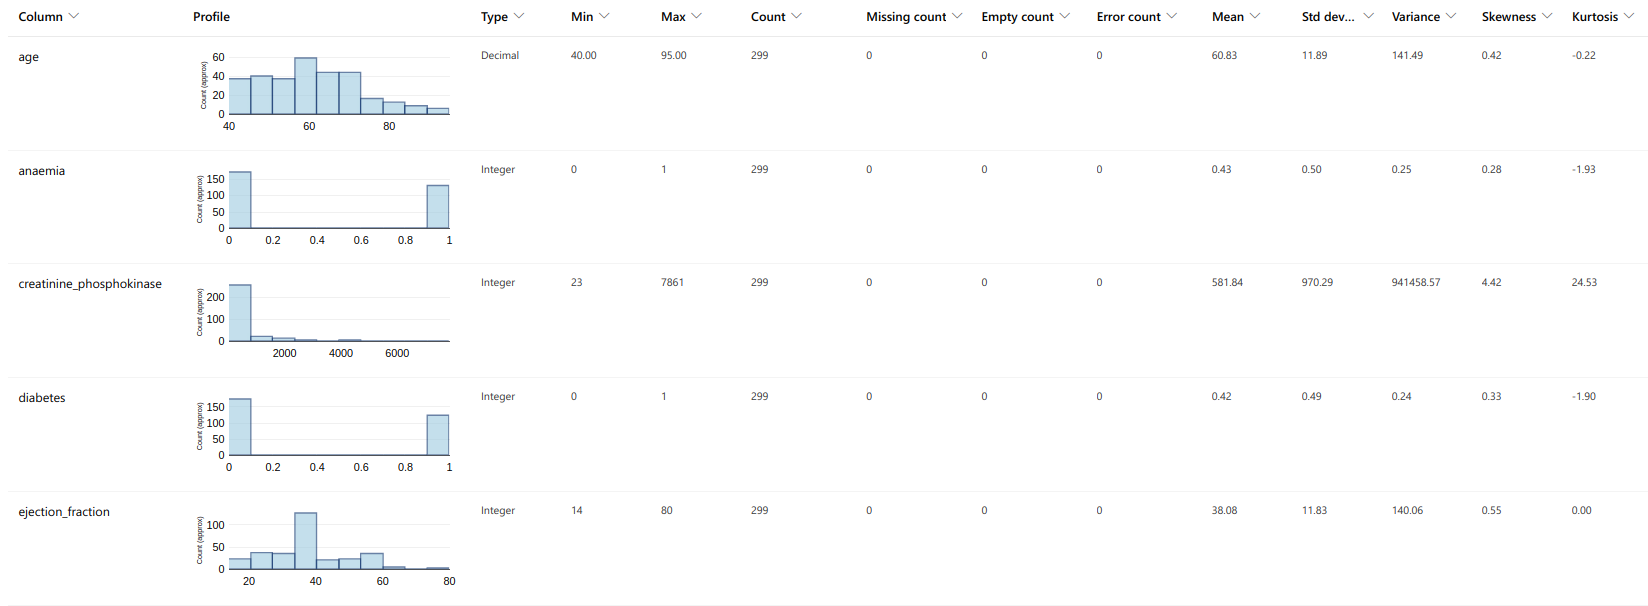 Column Profile Type Min Max Count Missing count Empty count Error count Mean Std dev... Variance Skewness Kurtosis
age Decimal 40.00 95.00 299 0 0 0 60.83 11.89 141.49 0.42 -0.22
Count (approx)
60
40
20
0
40 60 80
anaemia Integer 0 1 299 0 0 0 0.43 0.50 0.25 0.28 -1.93
Count (approx)
150
100
50
0
0 0.2 0.4 0.6 0.8 1
creatinine_phosphokinase Integer 23 7861 299 0 0 0 581.84 970.29 941458.57 4.42 24.53
Count (approx)
200
100
0
2000 4000 6000
diabetes Integer 0 1 299 0 0 0 0.42 0.49 0.24 0.33 -1.90
Count (approx)
150
100
50
0
0 0.2 0.4 0.6 0.8 1
ejection_fraction Integer 14 80 299 0 0 0 38.08 11.83 140.06 0.55 0.00
Count (approx)
100
50
0
20 40 60 80